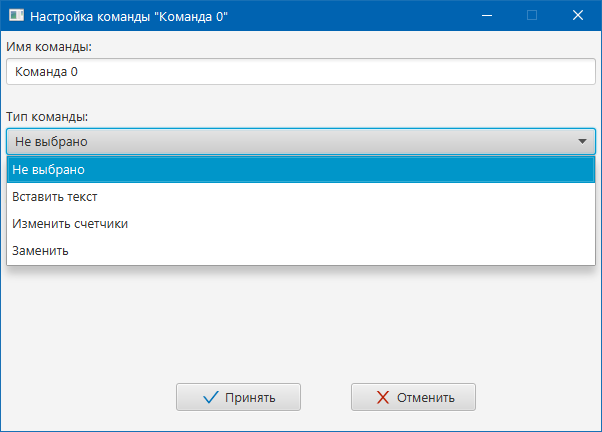 Настройка команды "Команда 0"
Имя команды:
Команда 0
Тип команды:
Не выбрано
Не выбрано
Вставить текст
Изменить счетчики
Заменить
Принять
Отменить